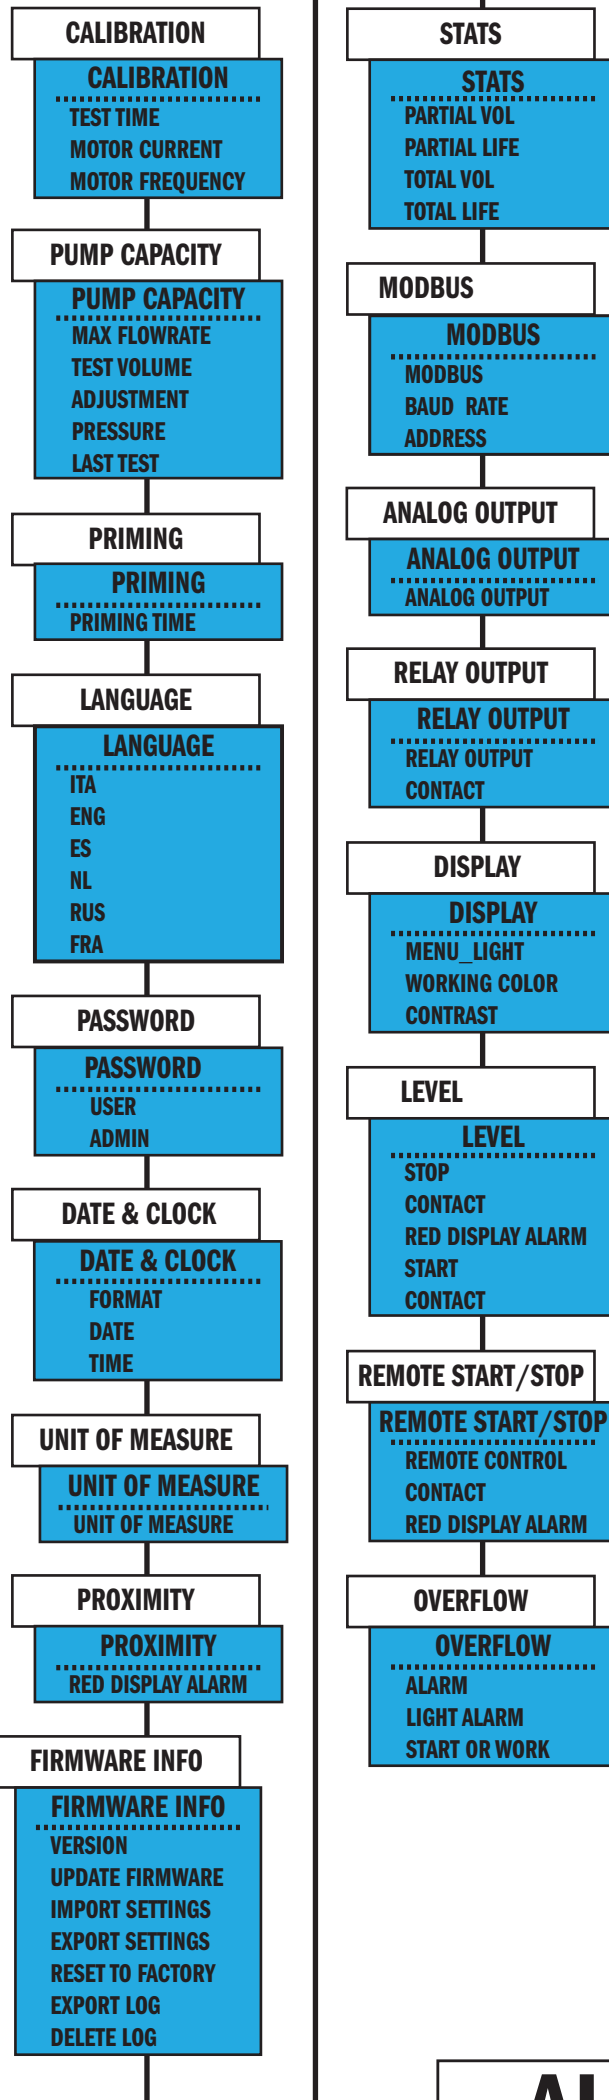 CALIBRATION
CALIBRATION
TEST TIME
MOTOR CURRENT
MOTOR FREQUENCY
PUMP CAPACITY
PUMP CAPACITY
MAX FLOWRATE
TEST VOLUME
ADJUSTMENT
PRESSURE
LAST TEST
PRIMING
PRIMING
PRIMING TIME
LANGUAGE
LANGUAGE
ITA
ENG
ES
NL
RUS
FRA
PASSWORD
PASSWORD
USER
ADMIN
DATE & CLOCK
DATE & CLOCK
FORMAT
DATE
TIME
UNIT OF MEASURE
UNIT OF MEASURE
UNIT OF MEASURE
PROXIMITY
PROXIMITY
RED DISPLAY ALARM
FIRMWARE INFO
FIRMWARE INFO
VERSION
UPDATE FIRMWARE
IMPORT SETTINGS
EXPORT SETTINGS
RESET TO FACTORY
EXPORT LOG
DELETE LOG
STATS
STATS
PARTIAL VOL
PARTIAL LIFE
TOTAL VOL
TOTAL LIFE
MODBUS
MODBUS
MODBUS
BAUD RATE
ADDRESS
ANALOG OUTPUT
ANALOG OUTPUT
ANALOG OUTPUT
RELAY OUTPUT
RELAY OUTPUT
RELAY OUTPUT
CONTACT
DISPLAY
DISPLAY
MENU_LIGHT
WORKING COLOR
CONTRAST
LEVEL
LEVEL
STOP
CONTACT
RED DISPLAY ALARM
START
CONTACT
REMOTE START/STOP
REMOTE START/STOP
REMOTE CONTROL
CONTACT
RED DISPLAY ALARM
OVERFLOW
OVERFLOW
ALARM
LIGHT ALARM
START OR WORK